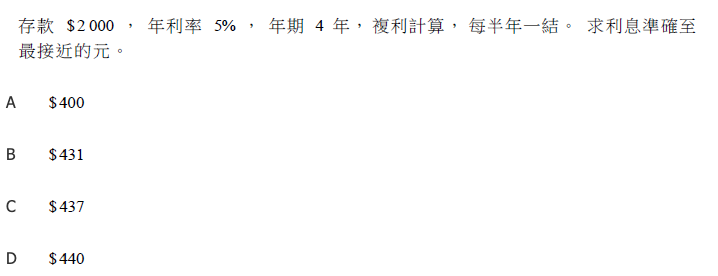 存款 $2 000 ， 年利率 5% ， 年期 4 年，複利計算，每半年一結。 求利息準確至
最接近的元。
A $400
B $431
C $437
D $440